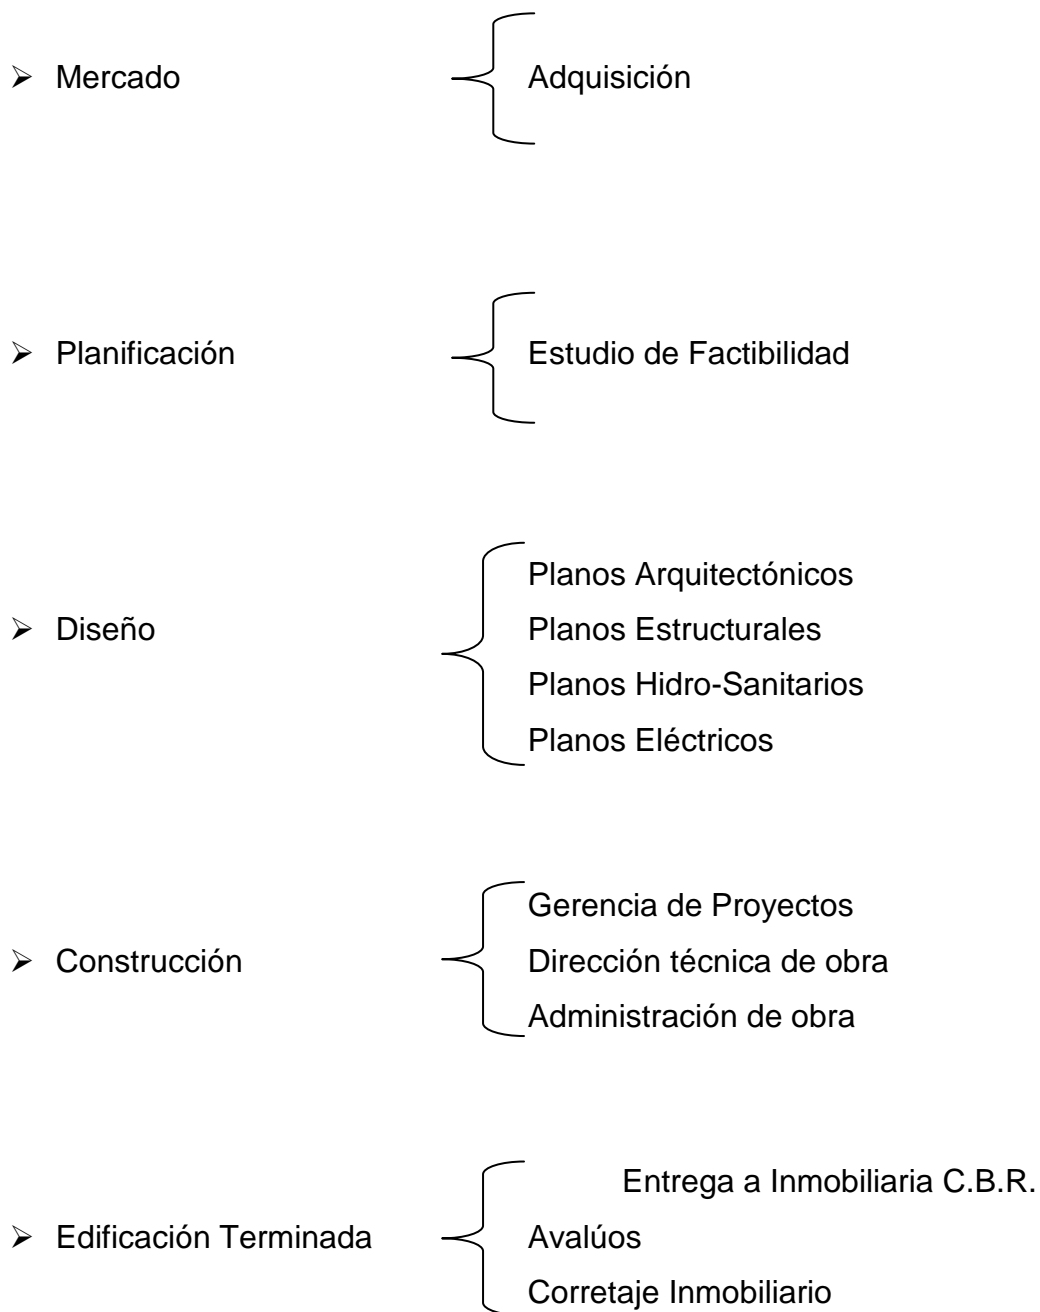 ➢ Mercado
Adquisición
➢ Planificación
Estudio de Factibilidad
Planos Arquitectónicos
➢ Diseño
Planos Estructurales
Planos Hidro-Sanitarios
Planos Eléctricos
Gerencia de Proyectos
➢ Construcción
Dirección técnica de obra
Administración de obra
Entrega a Inmobiliaria C.B.R.
➢ Edificación Terminada
Avalúos
Corretaje Inmobiliario